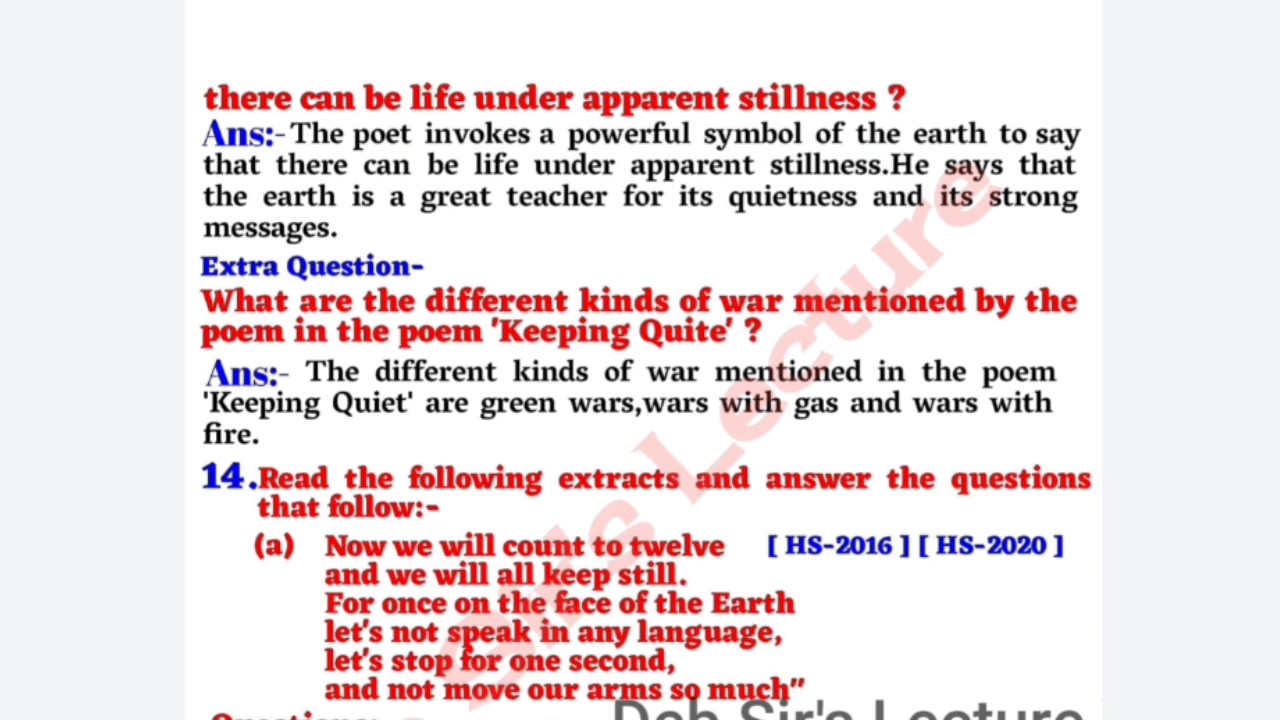 there can be life under apparent stillness ?
Ans:- The poet invokes a powerful symbol of the earth to say
that there can be life under apparent stillness.He says that
the earth is a great teacher for its quietness and its strong
messages.
Extra Question-
What are the different kinds of war mentioned by the
poem in the poem 'Keeping Quite' ?
Ans:- The different kinds of war mentioned in the poem
'Keeping Quiet' are green wars,wars with gas and wars with
fire.
14.Read the following extracts and answer the questions
that follow:-
(a) Now we will count to twelve [ HS-2016 ] [ HS-2020 ]
and we will all keep still.
For once on the face of the Earth
let's not speak in any language,
let's stop for one second,
and not move our arms so much"
Deb Sir's Lecture
Sir's Lecture